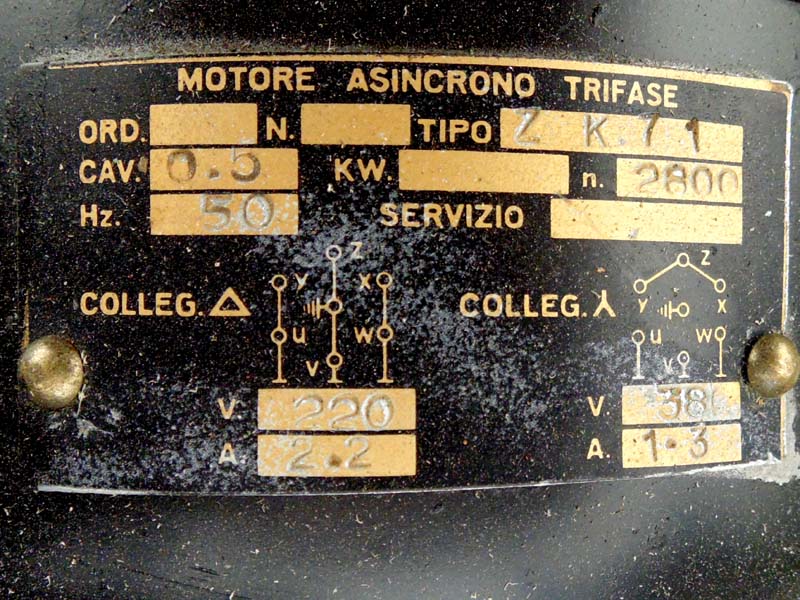 MOTORE ASINCRONO TRIFASE
ORD. N. TIPO Z K.71
CAV. 0.5 KW. n. 2800
Hz. 50 SERVIZIO
COLLEG. Δ y z x u v w
COLLEG. Y z y x u v w
V. 220 V. 380
A. 2.2 A. 1.3